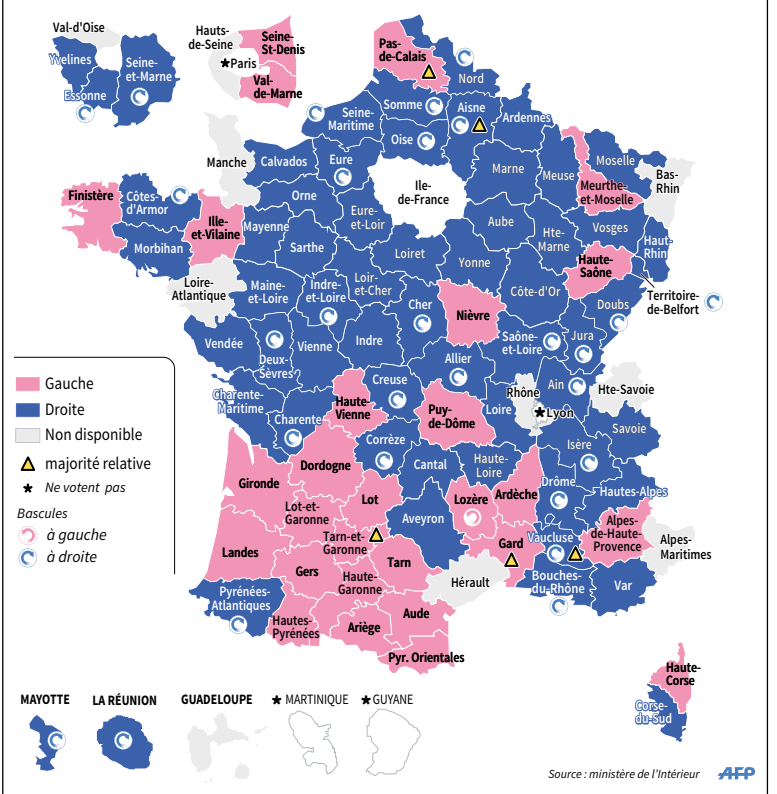 Val-d'Oise
Yvelines
Seine-
et-Marne
Essonne
Hauts-
de-Seine
Seine-
St-Denis
★Paris
Val-
de-Marne
Pas-
de-Calais
Nord
Somme
Aisne
Ardennes
Seine-
Maritime
Oise
Manche
Calvados
Eure
Ile-
de-France
Marne
Meuse
Moselle
Meurthe-
et-Moselle
Bas-
Rhin
Finistère
Côtes-
d'Armor
Ille-
et-Vilaine
Mayenne
Orne
Eure-
et-Loir
Aube
Hte-
Marne
Vosges
Haut-
Rhin
Morbihan
Sarthe
Loiret
Yonne
Haute-
Saône
Loire-
Atlantique
Maine-
et-Loire
Indre-
et-Loire
Loir-
et-Cher
Cher
Nièvre
Côte-d'Or
Doubs
Territoire-
de-Belfort
Vendée
Deux-
Sèvres
Vienne
Indre
Allier
Saône-
et-Loire
Jura
Gauche
Droite
Non disponible
majorité relative
★ Ne votent pas
Bascules
à gauche
à droite
Charente-
Maritime
Charente
Haute-
Vienne
Creuse
Puy-
de-Dôme
Loire
Rhône
★Lyon
Ain
Hte-Savoie
Savoie
Corrèze
Cantal
Haute-
Loire
Isère
Dordogne
Gironde
Lot
Lozère
Ardèche
Drôme
Hautes-Alpes
Lot-et-
Garonne
Aveyron
Tarn-et-
Garonne
Gard
Vaucluse
Alpes-
de-Haute-
Provence
Alpes-
Maritimes
Landes
Gers
Tarn
Haute-
Garonne
Hérault
Bouches-
du-Rhône
Var
Pyrénées-
Atlantiques
Hautes-
Pyrénées
Ariège
Aude
Pyr. Orientales
Haute-
Corse
Corse-
du-Sud
MAYOTTE
LA RÉUNION
GUADELOUPE
★ MARTINIQUE
★ GUYANE
Source : ministère de l'Intérieur
AFP